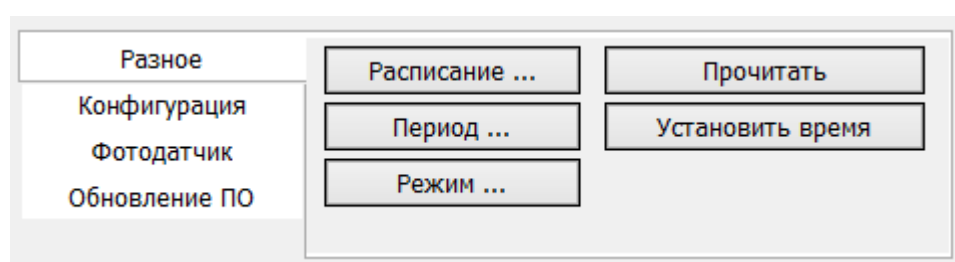 Разное
Конфигурация
Фотодатчик
Обновление ПО
Расписание ...
Прочитать
Период ...
Установить время
Режим ...